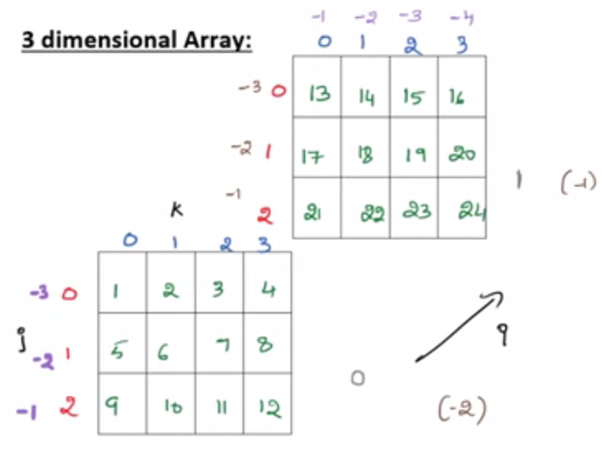 3 dimensional Array:
-1 -2 -3 -4
0 1 2 3
-3 0 13 14 15 16
-2 1 17 18 19 20
-1 2 21 22 23 24
1 (-1)
K
0 1 2 3
-3 0 1 2 3 4
j
-2 1 5 6 7 8
-1 2 9 10 11 12
0
(-2)